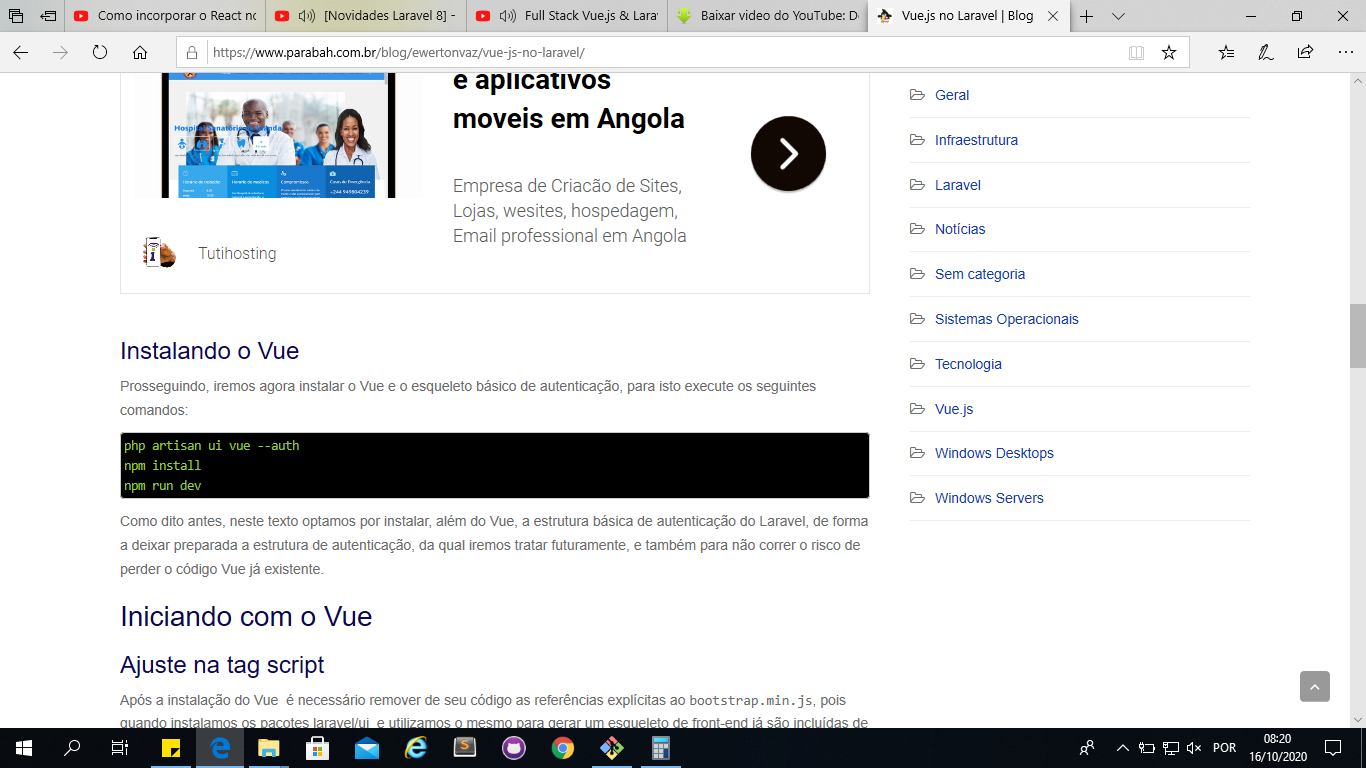 Como incorporar o React no
[Novidades Laravel 8] -
Full Stack Vue.js & Lara
Baixar video do YouTube: D
Vue.js no Laravel | Blog
https://www.parabah.com.br/blog/ewertonvaz/vue-js-no-laravel/
e aplicativos
moveis em Angola
Empresa de Criacão de Sites,
Lojas, wesites, hospedagem,
Email professional em Angola
Tutihosting
Instalando o Vue
Prosseguindo, iremos agora instalar o Vue e o esqueleto básico de autenticação, para isto execute os seguintes
comandos:
php artisan ui vue --auth
npm install
npm run dev
Como dito antes, neste texto optamos por instalar, além do Vue, a estrutura básica de autenticação do Laravel, de forma
a deixar preparada a estrutura de autenticação, da qual iremos tratar futuramente, e também para não correr o risco de
perder o código Vue já existente.
Iniciando com o Vue
Ajuste na tag script
Após a instalação do Vue é necessário remover de seu código as referências explícitas ao bootstrap.min.js, pois
quando instalamos os pacotes laravel/ui e utilizamos o mesmo para gerar um esqueleto de front-end já são incluídas de
Geral
Infraestrutura
Laravel
Notícias
Sem categoria
Sistemas Operacionais
Tecnologia
Vue.js
Windows Desktops
Windows Servers
POR
08:20
16/10/2020